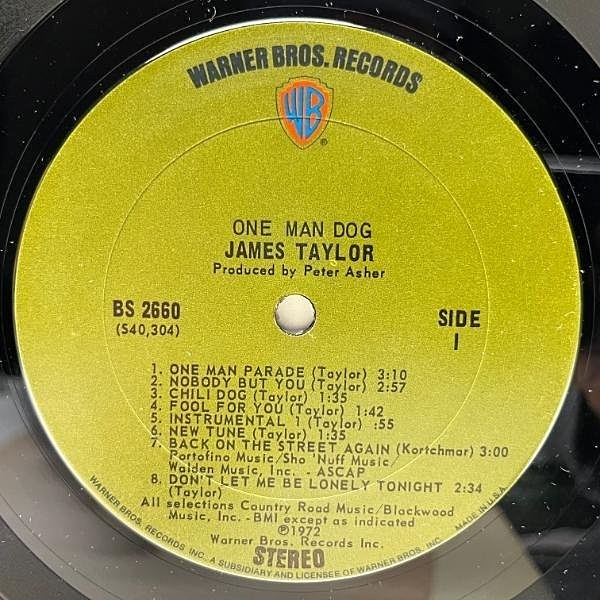 WARNER BROS. RECORDS
WB
®
ONE MAN DOG
JAMES TAYLOR
Produced by Peter Asher
BS 2660
(S40,304)
SIDE
1
1. ONE MAN PARADE (Taylor) 3:10
2. NOBODY BUT YOU (Taylor) 2:57
3. CHILI DOG (Taylor) 1:35
4. FOOL FOR YOU (Taylor) 1:42
5. INSTRUMENTAL 1 (Taylor) :55
6. NEW TUNE (Taylor) 1:35
7. BACK ON THE STREET AGAIN (Kortchmar) 3:00
Portofino Music/Sho 'Nuff Music/
Walden Music, Inc. - ASCAP
8. DON'T LET ME BE LONELY TONIGHT 2:34
(Taylor)
All selections Country Road Music/Blackwood
Music, Inc. - BMI except as indicated
℗1972
Warner Bros. Records Inc.
STEREO
WARNER BROS. RECORDS INC. A SUBSIDIARY AND LICENSEE OF WARNER BROS. INC. MADE IN U.S.A.